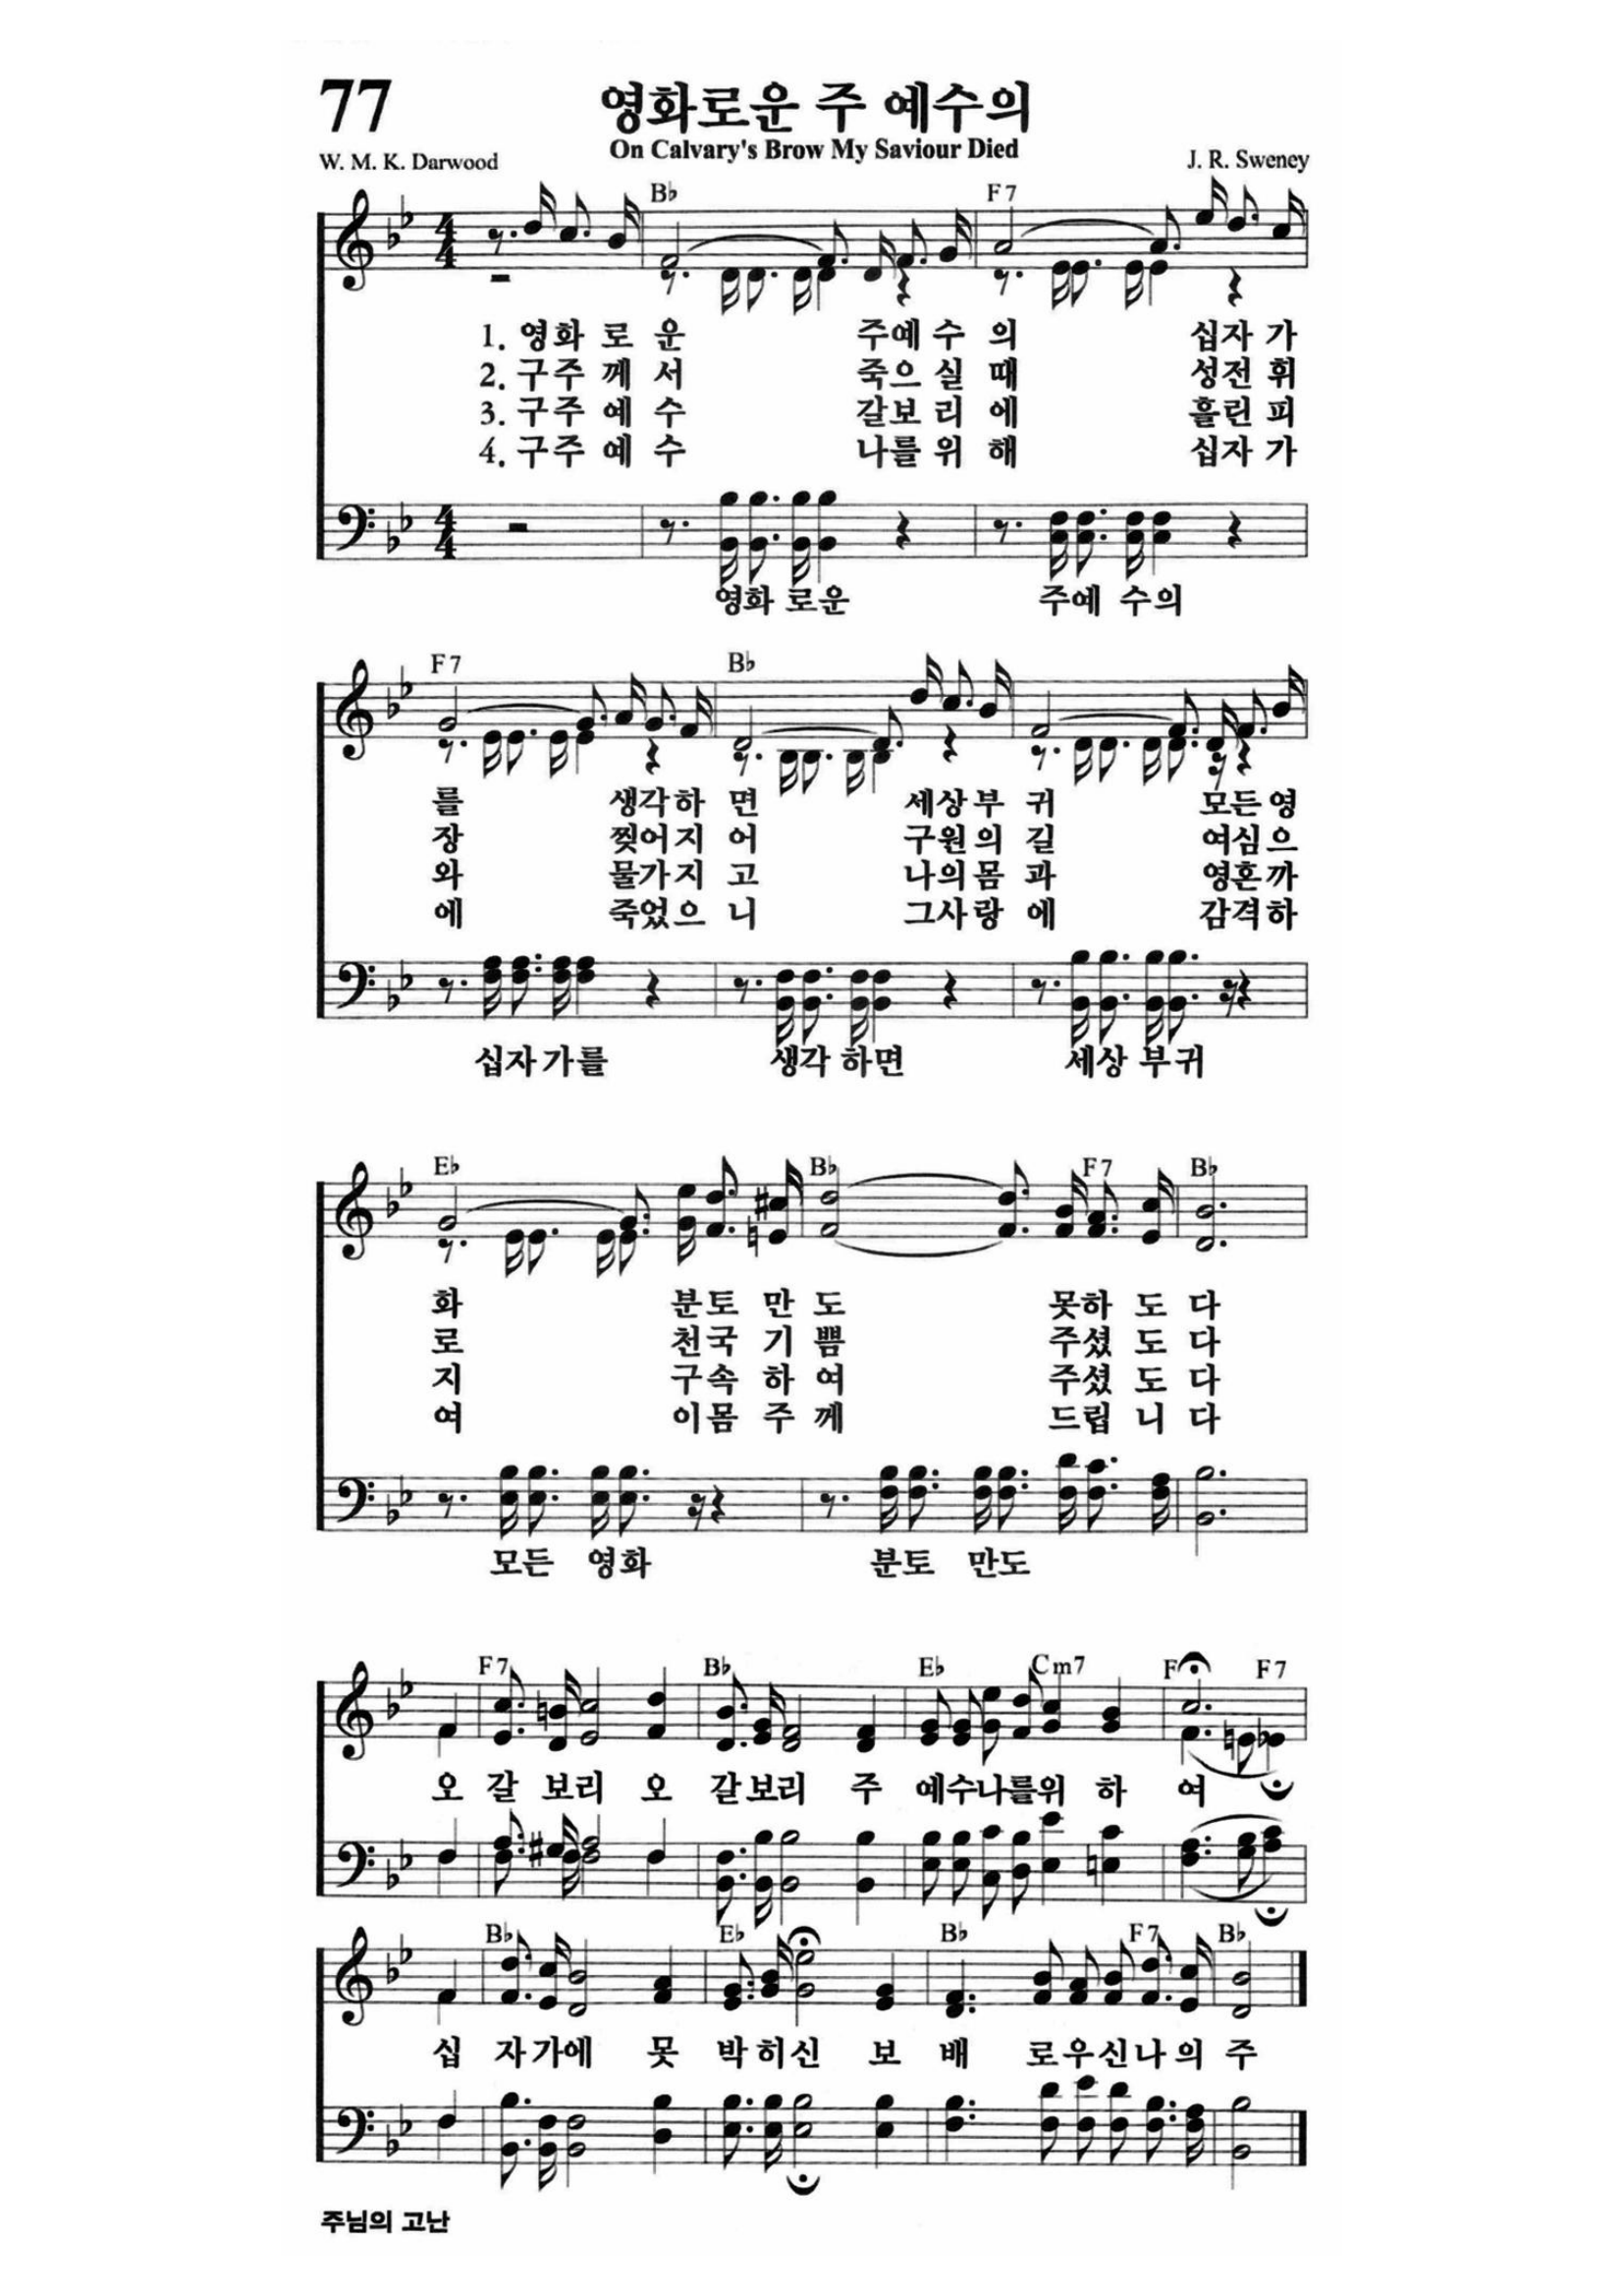 77
영화로운 주 예수의
On Calvary's Brow My Saviour Died
W. M. K. Darwood
J. R. Sweney
B♭ F7
1. 영화 로 운 주예 수 의 십자 가
2. 구주 께 서 죽으 실 때 성전 휘
3. 구주 예 수 갈보 리 에 흘린 피
4. 구주 예 수 나를 위 해 십자 가
영화 로운 주예 수의
F7 B♭
를 생각하 면 세상부 귀 모든영
장 찢어지 어 구원의 길 여심으
와 물가지 고 나의몸 과 영혼까
에 죽었으 니 그사랑 에 감격하
십자가를 생각 하면 세상 부귀
E♭ B♭ F7 B♭
화 분토 만 도 못하 도 다
로 천국 기 쁨 주셨 도 다
지 구속 하 여 주셨 도 다
여 이몸 주 께 드립 니 다
모든 영화 분토 만도
F7 B♭ E♭ Cm7 F F7
오 갈 보리 오 갈보리 주 예수나를위 하 여
B♭ E♭ B♭ F7 B♭
십 자가에 못 박히신 보 배 로우신나의 주
주님의 고난